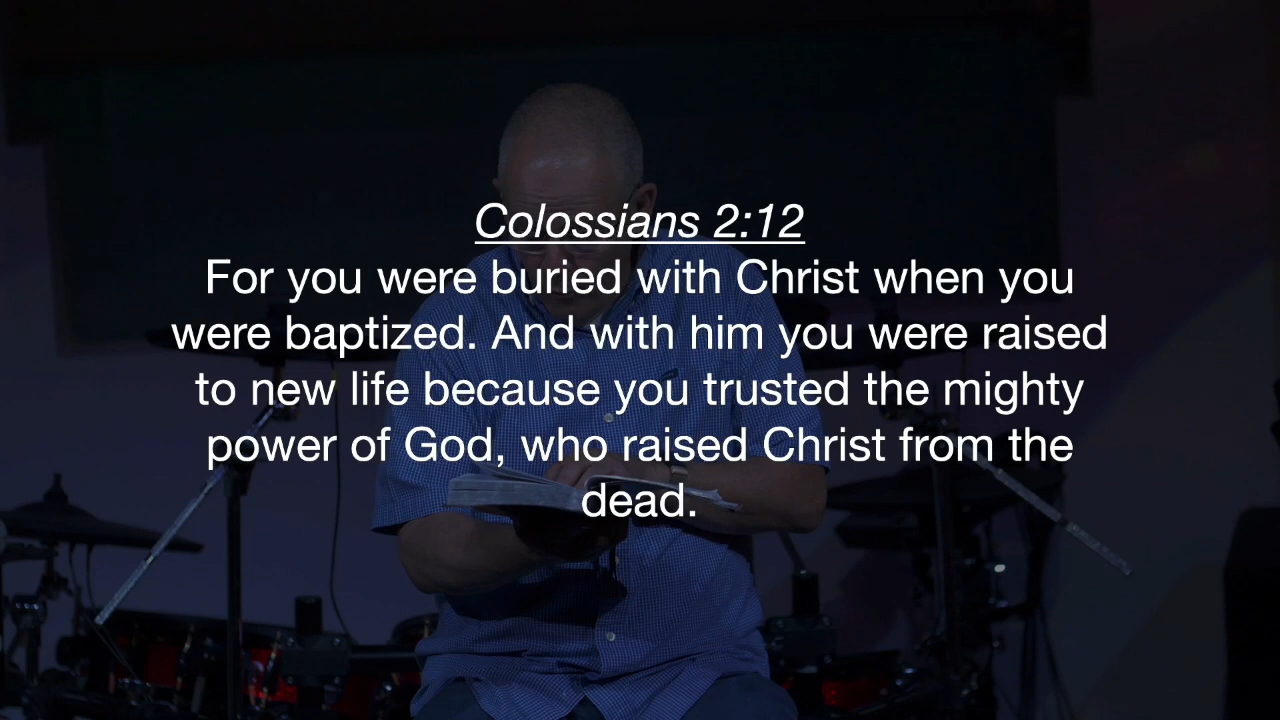 Colossians 2:12
For you were buried with Christ when you
were baptized. And with him you were raised
to new life because you trusted the mighty
power of God, who raised Christ from the
dead.